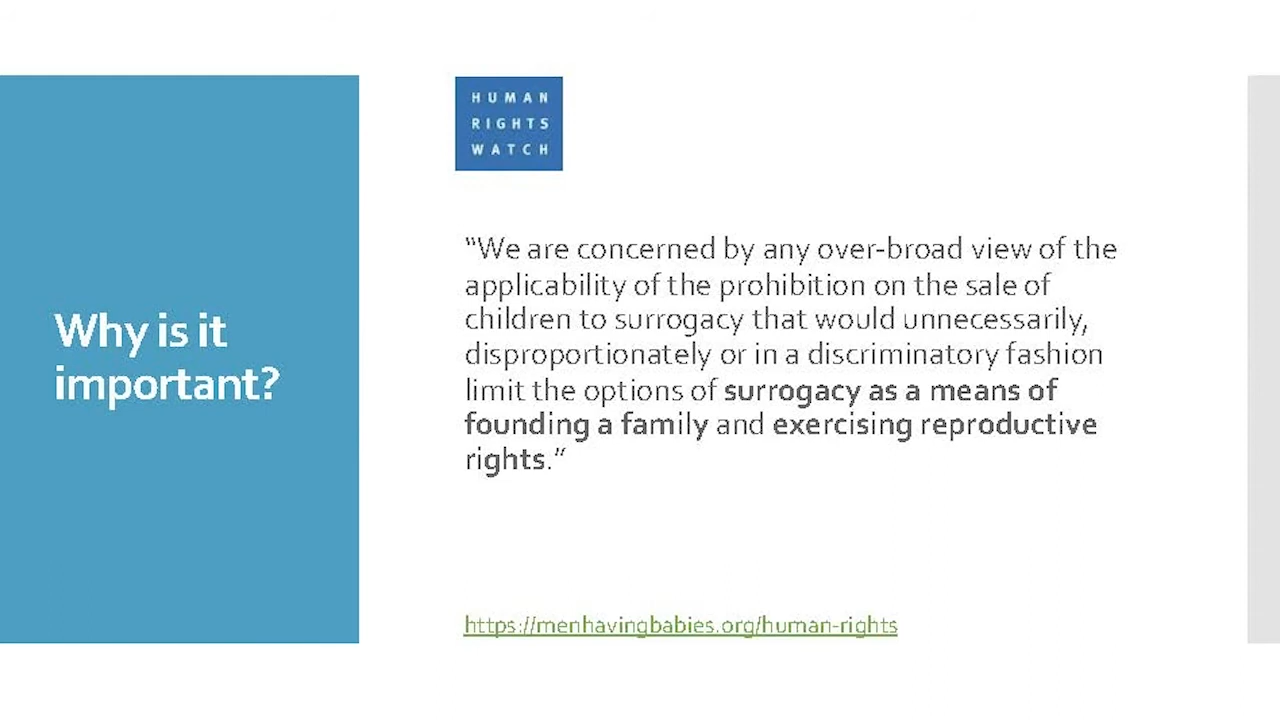 HUMAN
RIGHTS
WATCH
Why is it
important?
“We are concerned by any over-broad view of the
applicability of the prohibition on the sale of
children to surrogacy that would unnecessarily,
disproportionately or in a discriminatory fashion
limit the options of surrogacy as a means of
founding a family and exercising reproductive
rights.”
https://menhavingbabies.org/human-rights